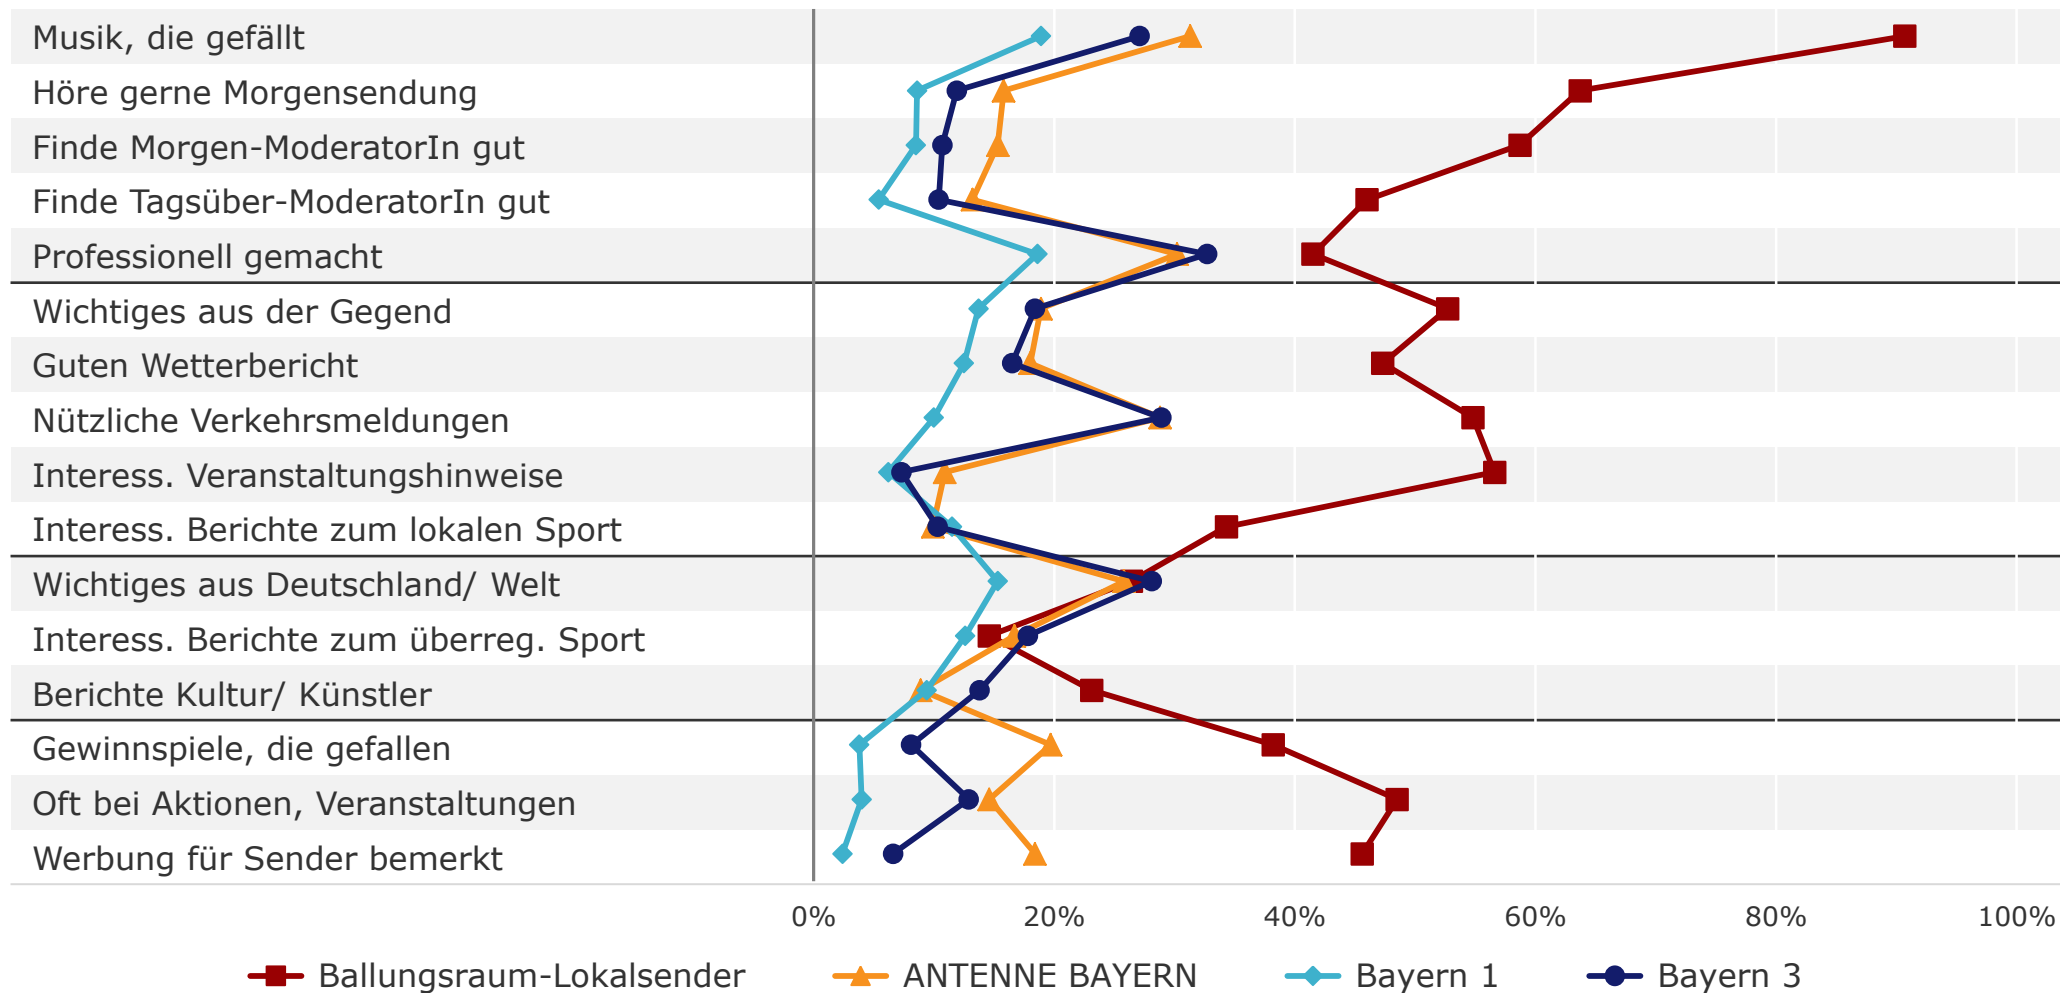 Musik, die gefällt
Höre gerne Morgensendung
Finde Morgen-ModeratorIn gut
Finde Tagsüber-ModeratorIn gut
Professionell gemacht
Wichtiges aus der Gegend
Guten Wetterbericht
Nützliche Verkehrsmeldungen
Interess. Veranstaltungshinweise
Interess. Berichte zum lokalen Sport
Wichtiges aus Deutschland/ Welt
Interess. Berichte zum überreg. Sport
Berichte Kultur/ Künstler
Gewinnspiele, die gefallen
Oft bei Aktionen, Veranstaltungen
Werbung für Sender bemerkt
0% 20% 40% 60% 80% 100%
Ballungsraum-Lokalsender ANTENNE BAYERN Bayern 1 Bayern 3